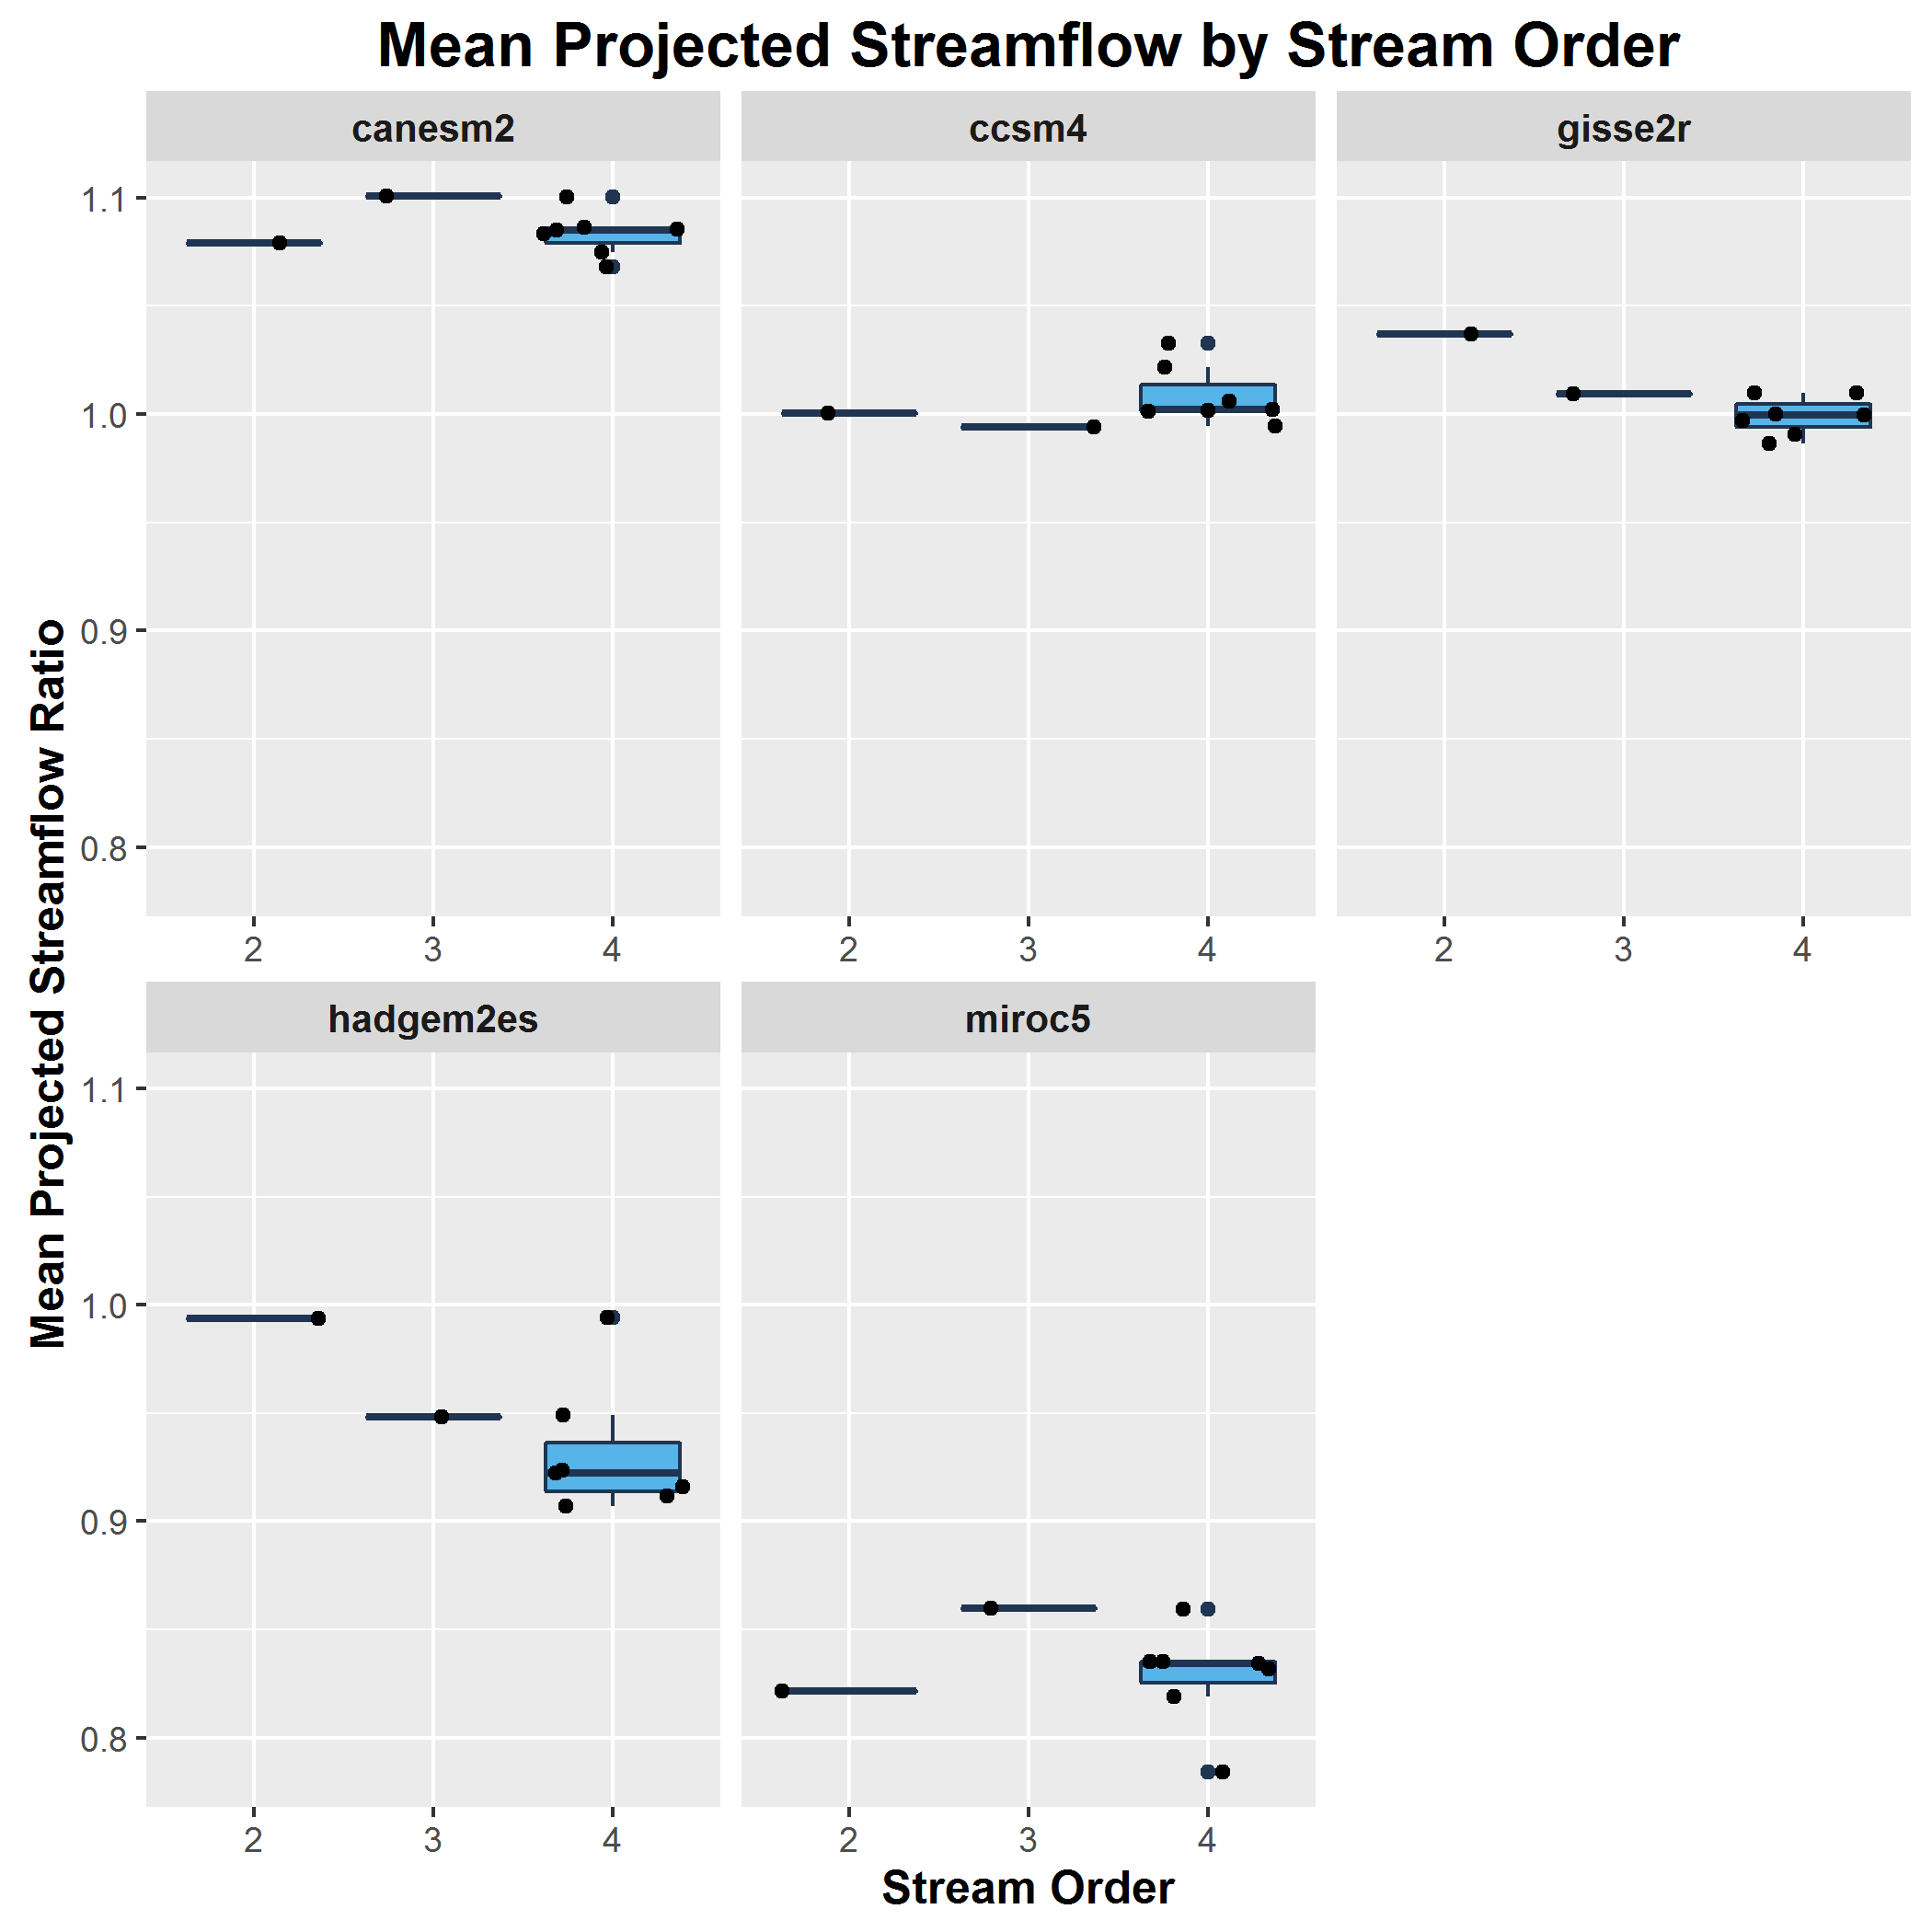 Mean Projected Streamflow by Stream Order
canesm2
ccsm4
gisse2r
1.1
1.0
0.9
0.8
2 3 4
2 3 4
2 3 4
Mean Projected Streamflow Ratio
hadgem2es
miroc5
1.1
1.0
0.9
0.8
2 3 4
2 3 4
Stream Order